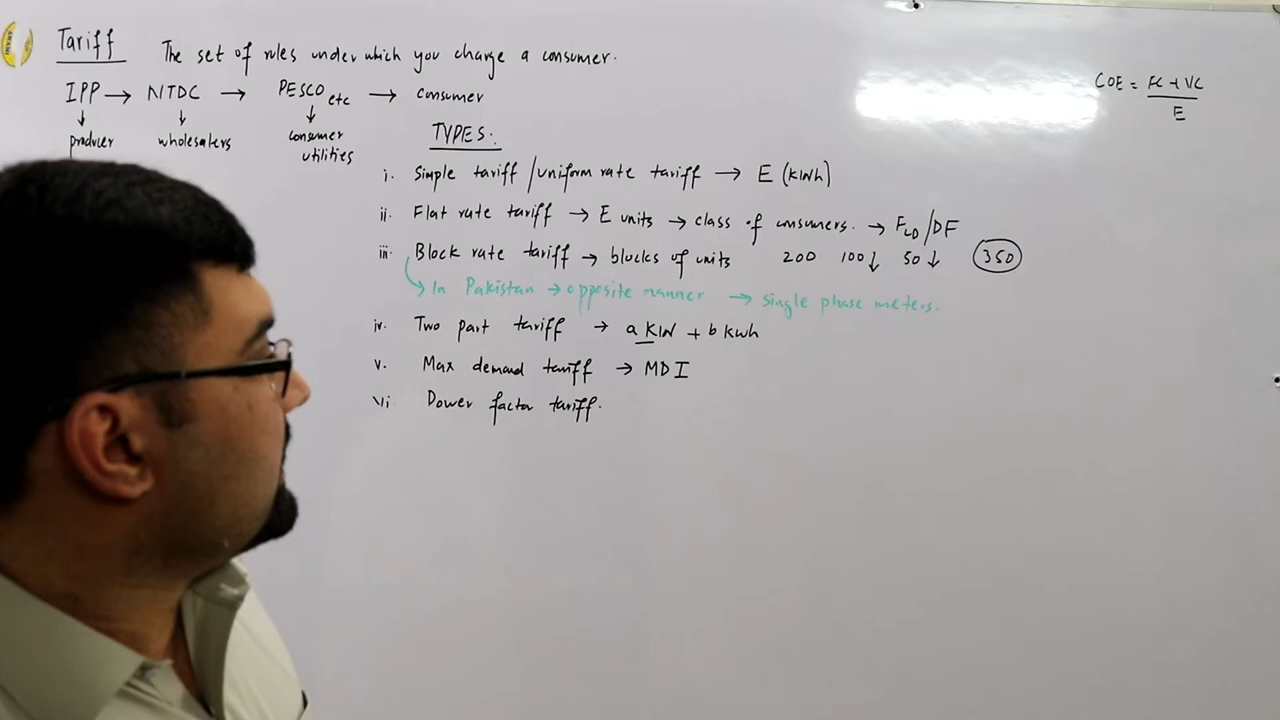 Tariff The set of rules under which you charge a consumer.
COE = FC + VC / E
IPP → NTDC → PESCO etc → consumer
↓ ↓ ↓
producer wholesalers consumer utilities
TYPES:
i. Simple tariff / uniform rate tariff → E (kWh)
ii. Flat rate tariff → E units → class of consumers. → FLD/DF
iii. Block rate tariff → blocks of units 200 100↓ 50↓ 350
↳ In Pakistan → opposite manner → single phase meters.
iv. Two part tariff → a KW + b kwh
v. Max demand tariff → MDI
vi Power factor tariff.